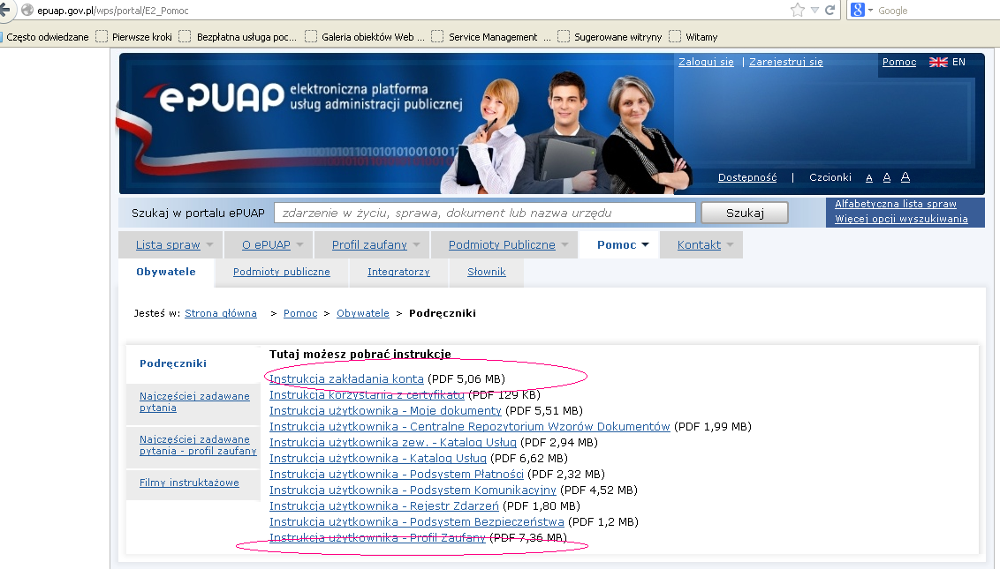 epuap.gov.pl/wps/portal/E2_Pomoc
Google
Często odwiedzane Pierwsze kroki Bezpłatna usługa poc... Galeria obiektów Web ... Service Management ... Sugerowane witryny Witamy
Zaloguj się | Zarejestruj się Pomoc EN
ePUAP elektroniczna platforma
usług administracji publicznej
Dostępność | Czcionki A A A
Szukaj w portalu ePUAP zdarzenie w życiu, sprawa, dokument lub nazwa urzędu Szukaj
Alfabetyczna lista spraw
Więcej opcji wyszukiwania
Lista spraw O ePUAP Profil zaufany Podmioty Publiczne Pomoc Kontakt
Obywatele Podmioty publiczne Integratorzy Słownik
Jesteś w: Strona główna > Pomoc > Obywatele > Podręczniki
Podręczniki
Najczęściej zadawane
pytania
Najczęściej zadawane
pytania - profil zaufany
Filmy instruktażowe
Tutaj możesz pobrać instrukcje
Instrukcja zakładania konta (PDF 5,06 MB)
Instrukcja korzystania z certyfikatu (PDF 129 KB)
Instrukcja użytkownika - Moje dokumenty (PDF 5,51 MB)
Instrukcja użytkownika - Centralne Repozytorium Wzorów Dokumentów (PDF 1,99 MB)
Instrukcja użytkownika zew. - Katalog Usług (PDF 2,94 MB)
Instrukcja użytkownika - Katalog Usług (PDF 6,62 MB)
Instrukcja użytkownika - Podsystem Płatności (PDF 2,32 MB)
Instrukcja użytkownika - Podsystem Komunikacyjny (PDF 4,52 MB)
Instrukcja użytkownika - Rejestr Zdarzeń (PDF 1,80 MB)
Instrukcja użytkownika - Podsystem Bezpieczeństwa (PDF 1,2 MB)
Instrukcja użytkownika - Profil Zaufany (PDF 7,36 MB)